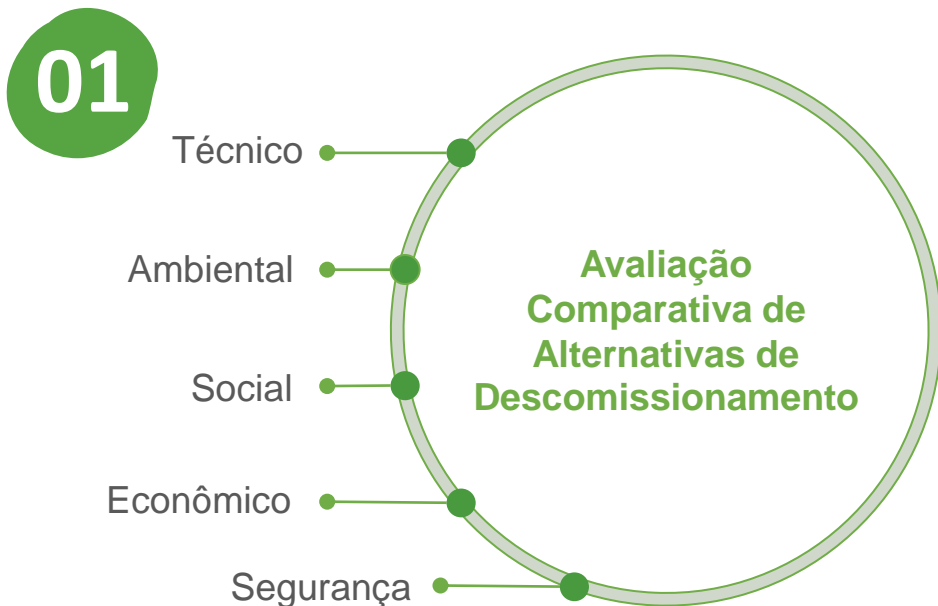 01
Técnico
Ambiental
Social
Econômico
Segurança
Avaliação
Comparativa de
Alternativas de
Descomissionamento